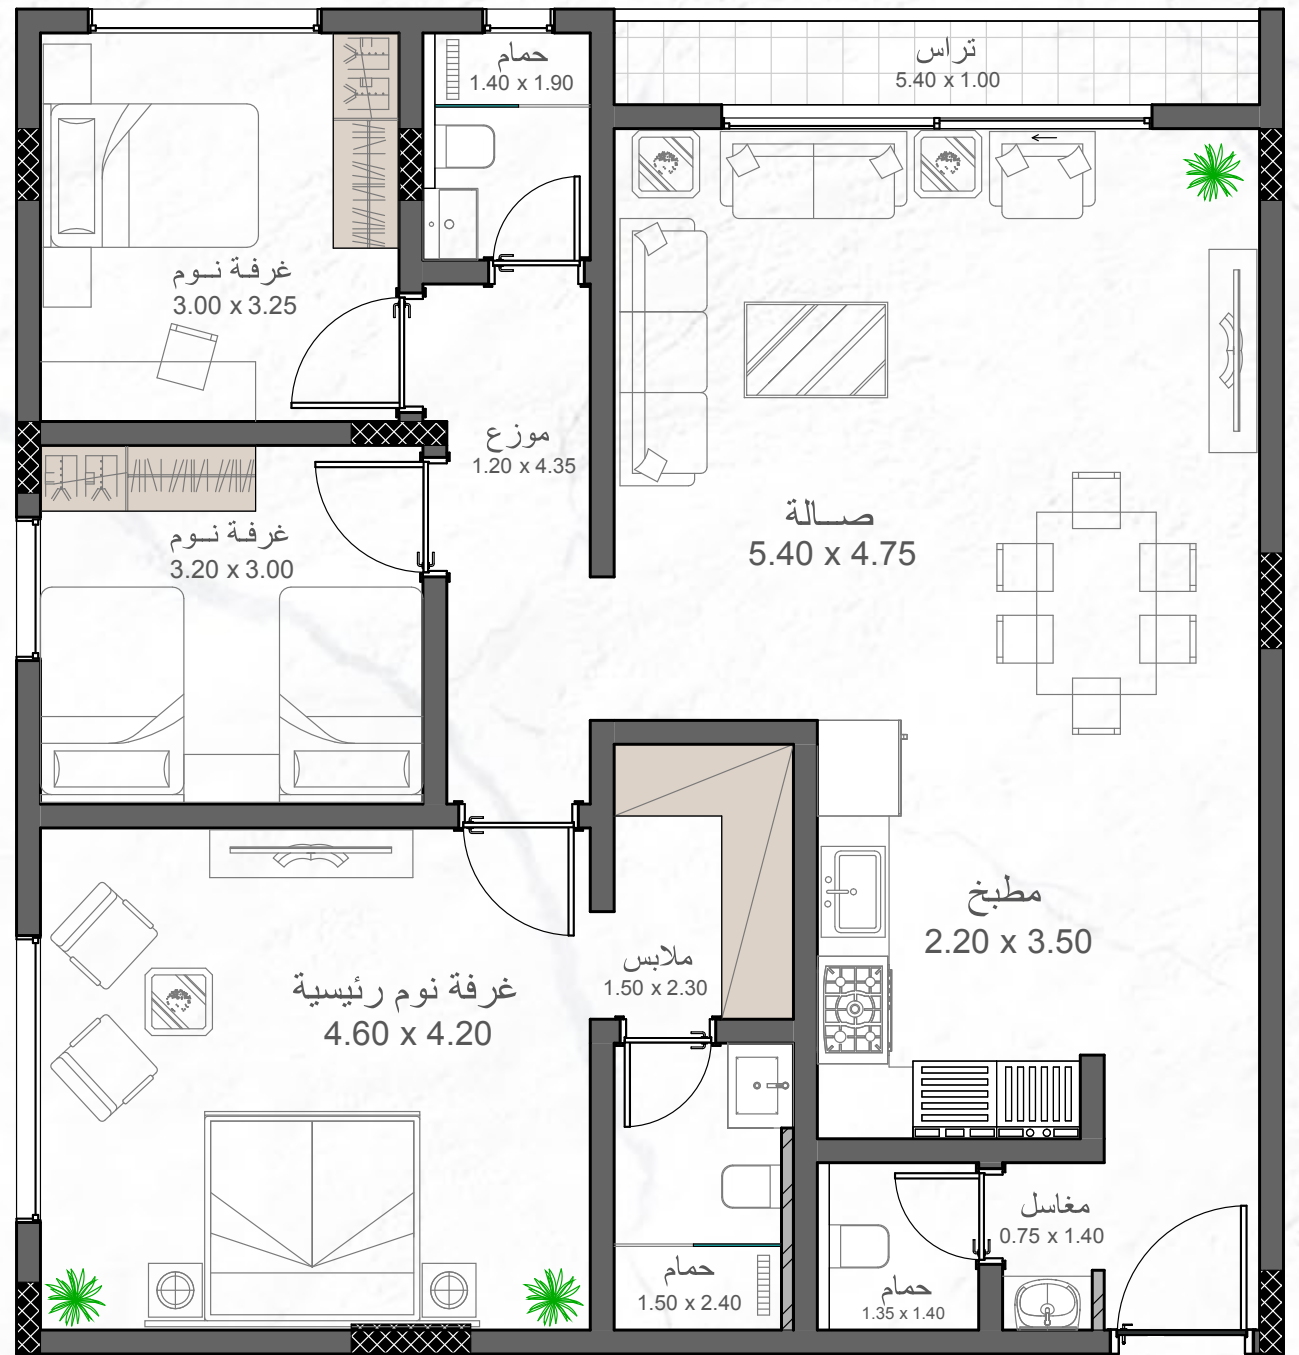 حمام
1.40 x 1.90
تراس
5.40 x 1.00
غرفة نوم
3.00 x 3.25
موزع
1.20 x 4.35
صالة
5.40 x 4.75
غرفة نوم
3.20 x 3.00
مطبخ
2.20 x 3.50
ملابس
1.50 x 2.30
غرفة نوم رئيسية
4.60 x 4.20
مغاسل
0.75 x 1.40
حمام
1.50 x 2.40
حمام
1.35 x 1.40